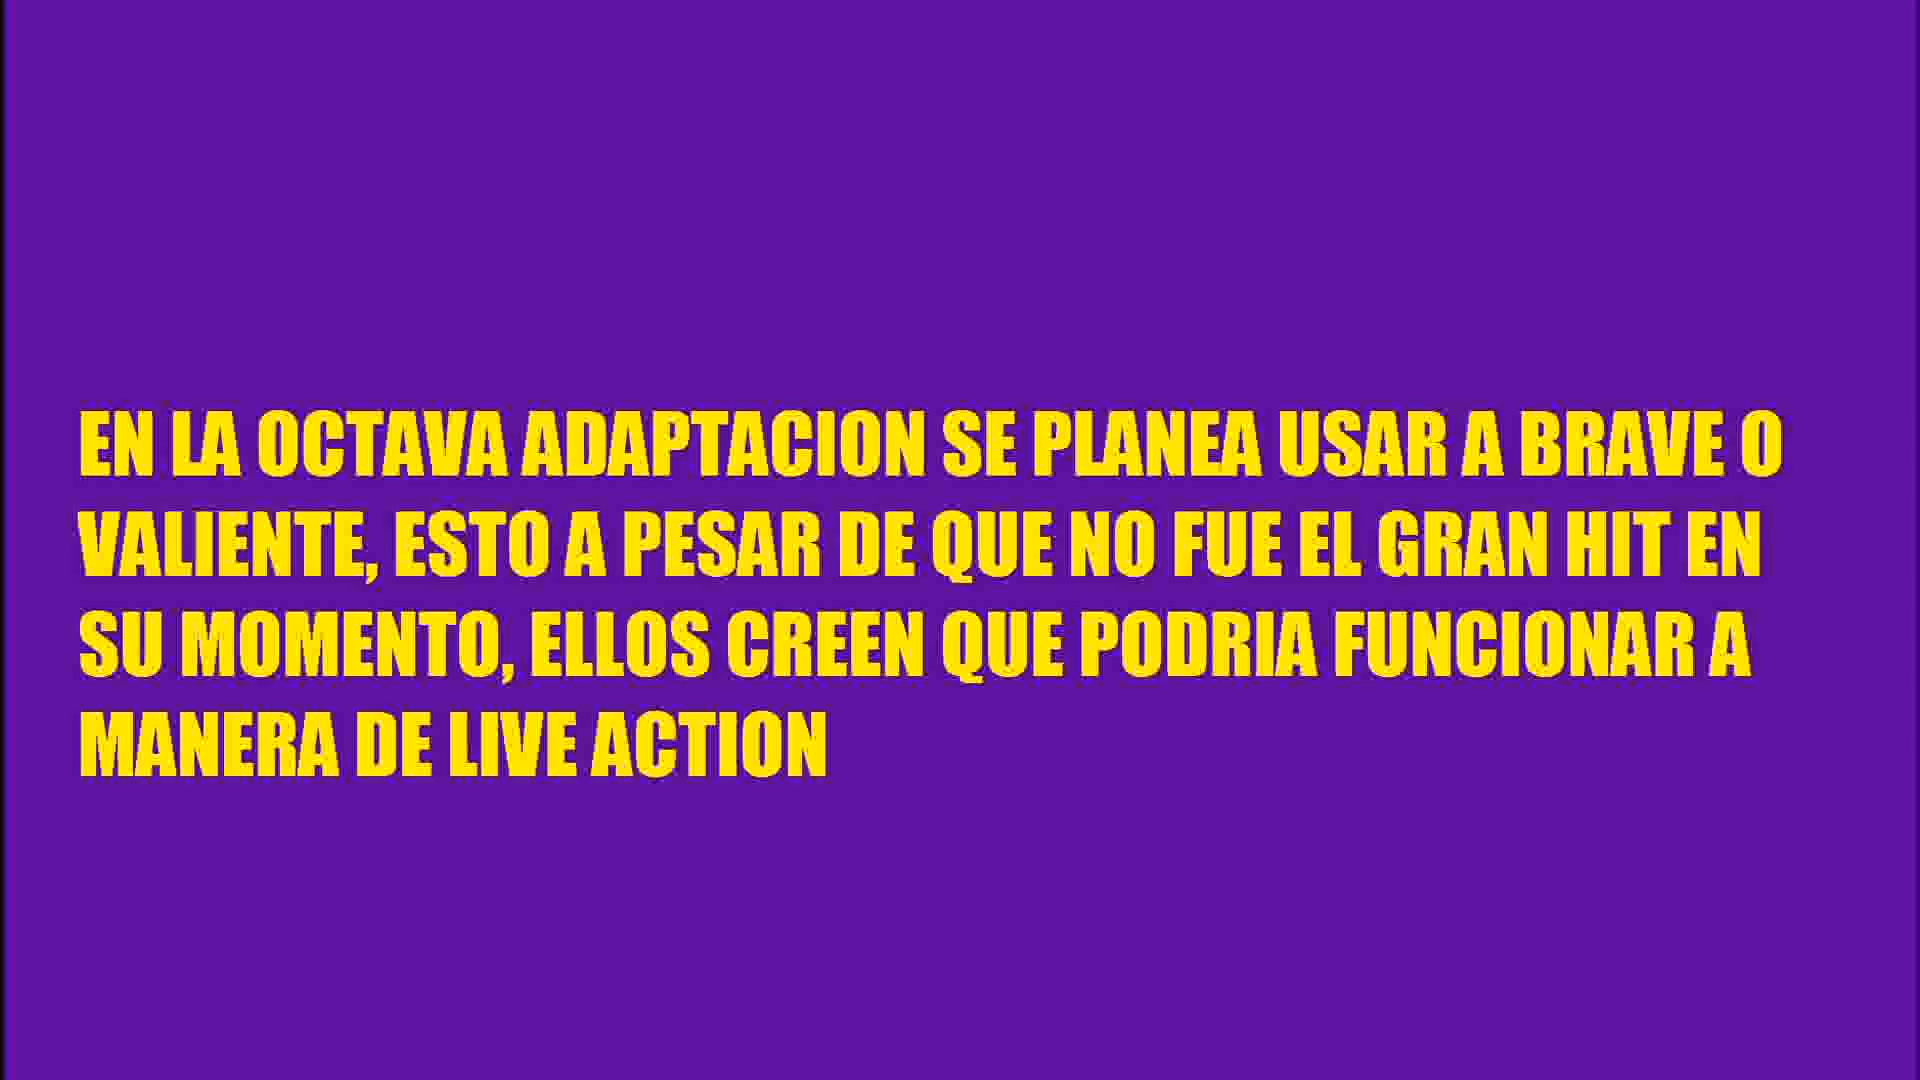 EN LA OCTAVA ADAPTACION SE PLANEA USAR A BRAVE O
VALIENTE, ESTO A PESAR DE QUE NO FUE EL GRAN HIT EN
SU MOMENTO, ELLOS CREEN QUE PODRIA FUNCIONAR A
MANERA DE LIVE ACTION